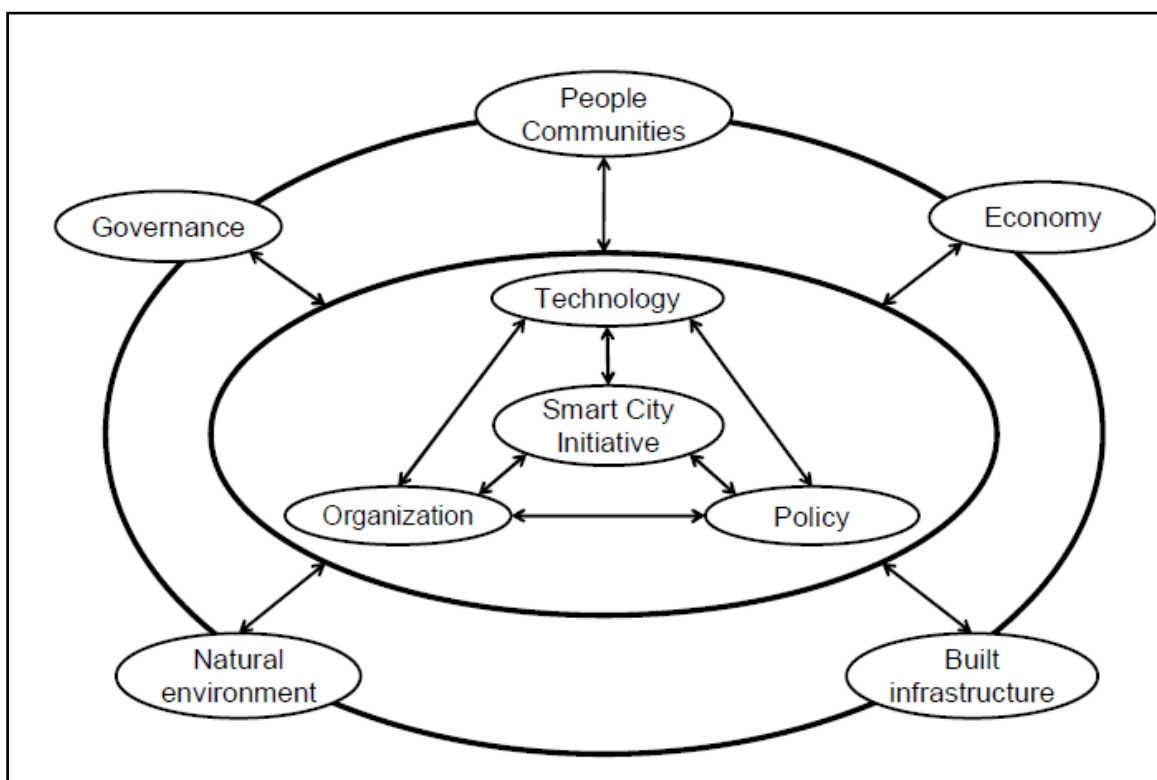 People
Communities
Governance
Economy
Technology
Smart City
Initiative
Organization
Policy
Natural
environment
Built
infrastructure